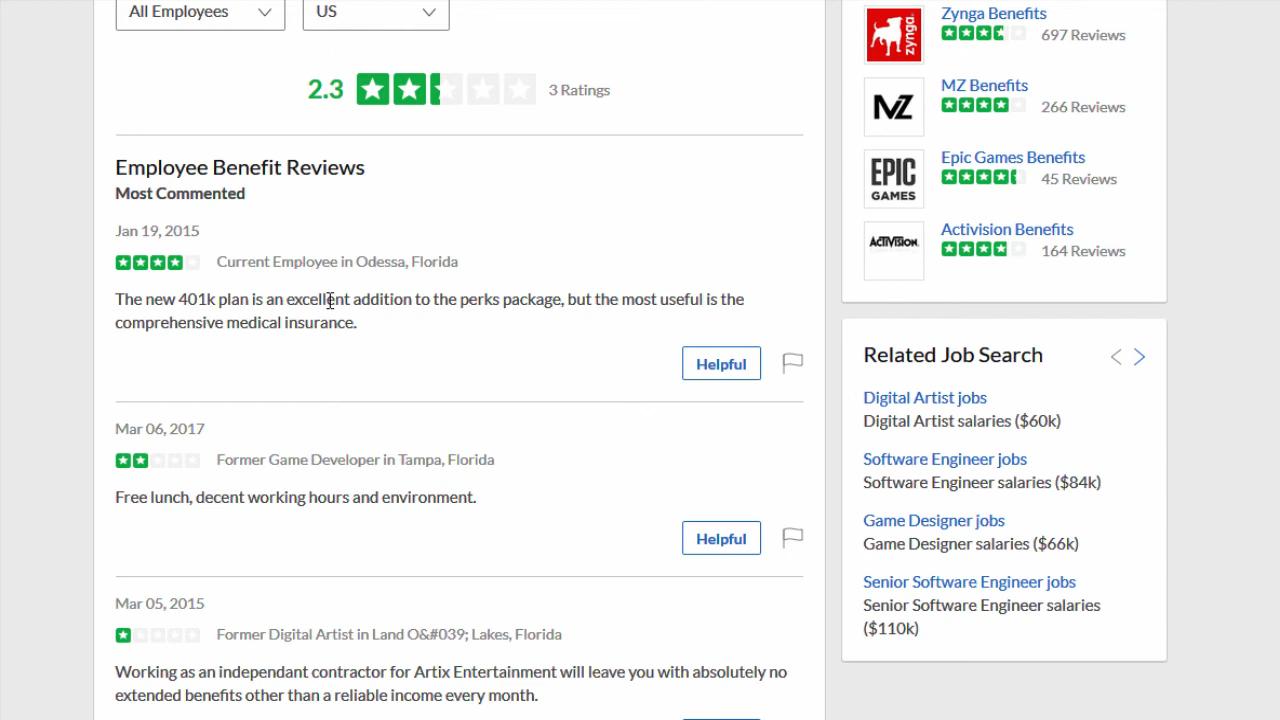 All Employees
US
2.3
3 Ratings
Employee Benefit Reviews
Most Commented
Jan 19, 2015
Current Employee in Odessa, Florida
The new 401k plan is an excellent addition to the perks package, but the most useful is the
comprehensive medical insurance.
Helpful
Mar 06, 2017
Former Game Developer in Tampa, Florida
Free lunch, decent working hours and environment.
Helpful
Mar 05, 2015
Former Digital Artist in Land O&#039; Lakes, Florida
Working as an independant contractor for Artix Entertainment will leave you with absolutely no
extended benefits other than a reliable income every month.
zynga
Zynga Benefits
697 Reviews
MZ
MZ Benefits
266 Reviews
EPIC
GAMES
Epic Games Benefits
45 Reviews
ACTIVISION.
Activision Benefits
164 Reviews
Related Job Search
Digital Artist jobs
Digital Artist salaries ($60k)
Software Engineer jobs
Software Engineer salaries ($84k)
Game Designer jobs
Game Designer salaries ($66k)
Senior Software Engineer jobs
Senior Software Engineer salaries
($110k)